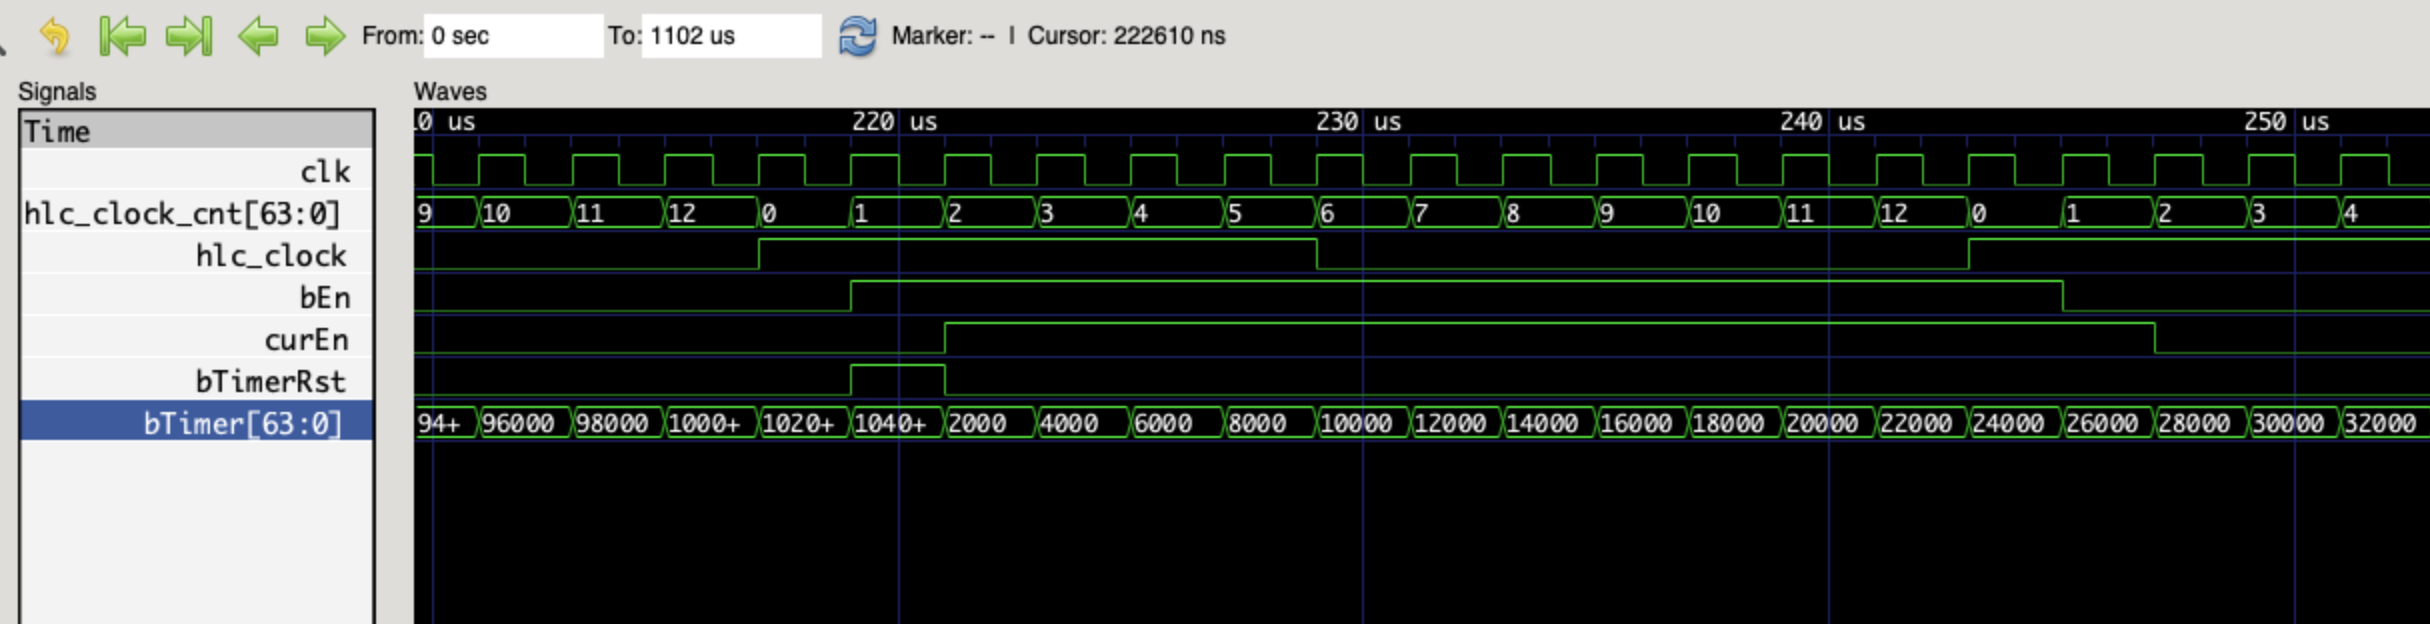 From: 0 sec To: 1102 us Marker: -- | Cursor: 222610 ns
Signals Waves
Time .0 us 220 us 230 us 240 us 250 us
clk
hlc_clock_cnt[63:0] 9 10 11 12 0 1 2 3 4 5 6 7 8 9 10 11 12 0 1 2 3 4
hlc_clock
bEn
curEn
bTimerRst
bTimer[63:0] 94+ 96000 98000 1000+ 1020+ 1040+ 2000 4000 6000 8000 10000 12000 14000 16000 18000 20000 22000 24000 26000 28000 30000 32000